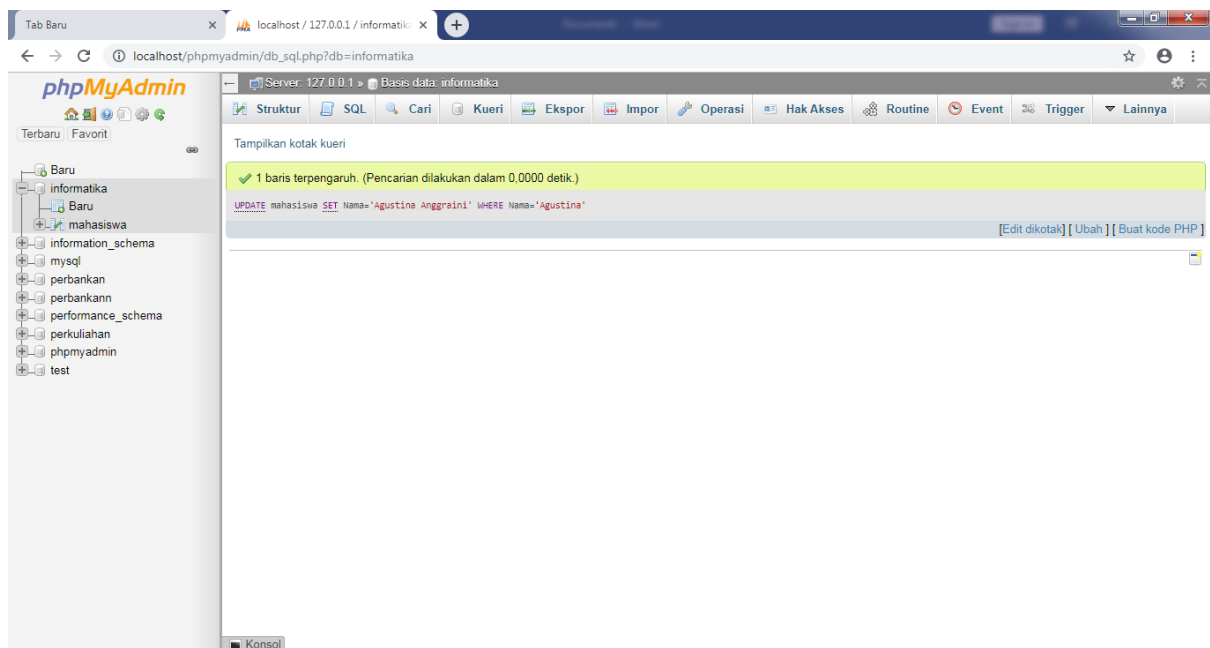 Tab Baru
localhost / 127.0.0.1 / informatik
localhost/phpmyadmin/db_sql.php?db=informatika
phpMyAdmin
Terbaru Favorit
Baru
informatika
Baru
mahasiswa
information_schema
mysql
perbankan
perbankann
performance_schema
perkuliahan
phpmyadmin
test
Server: 127.0.0.1 » Basis data: informatika
Struktur SQL Cari Kueri Ekspor Impor Operasi Hak Akses Routine Event Trigger Lainnya
Tampilkan kotak kueri
1 baris terpengaruh. (Pencarian dilakukan dalam 0,0000 detik.)
UPDATE mahasiswa SET Nama='Agustina Anggraini' WHERE Nama='Agustina'
[Edit dikotak] [ Ubah ] [ Buat kode PHP ]
Konsol